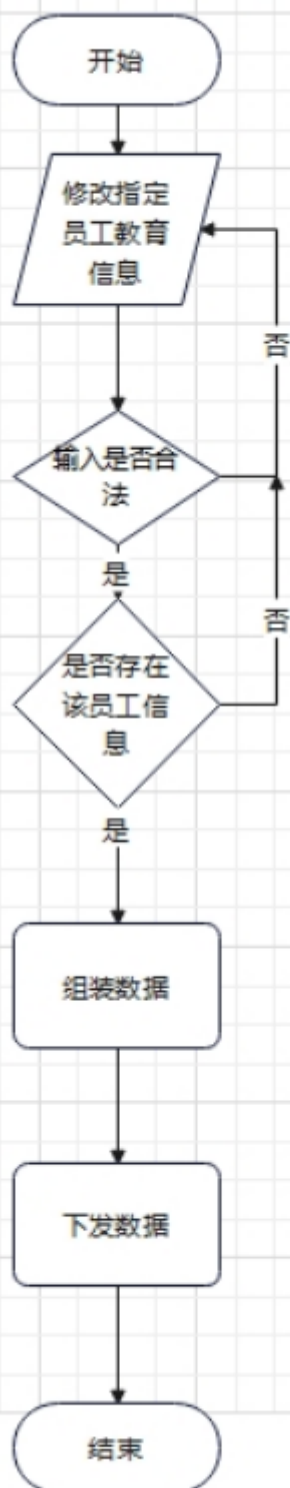 开始
修改指定
员工教育
信息
否
输入是否合
法
是
否
是否存在
该员工信
息
是
组装数据
下发数据
结束